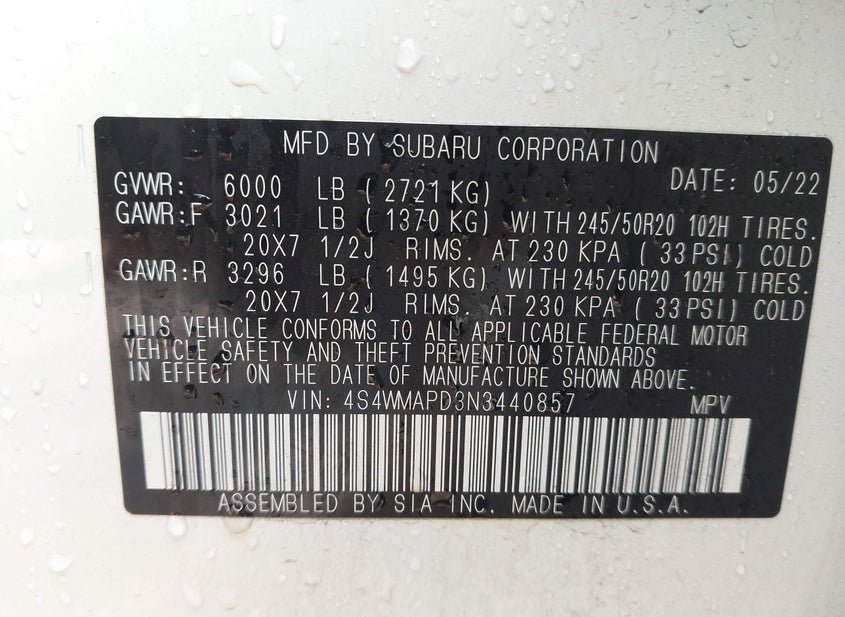 MFD BY SUBARU CORPORATION
GVWR: 6000 LB ( 2721 KG) DATE: 05/22
GAWR:F 3021 LB ( 1370 KG) WITH 245/50R20 102H TIRES.
20X7 1/2J RIMS. AT 230 KPA ( 33 PSI) COLD
GAWR:R 3296 LB ( 1495 KG) WITH 245/50R20 102H TIRES.
20X7 1/2J RIMS. AT 230 KPA ( 33 PSI) COLD
THIS VEHICLE CONFORMS TO ALL APPLICABLE FEDERAL MOTOR
VEHICLE SAFETY AND THEFT PREVENTION STANDARDS
IN EFFECT ON THE DATE OF MANUFACTURE SHOWN ABOVE.
VIN: 4S4WMAPD3N3440857 MPV
ASSEMBLED BY SIA INC. MADE IN U.S.A.